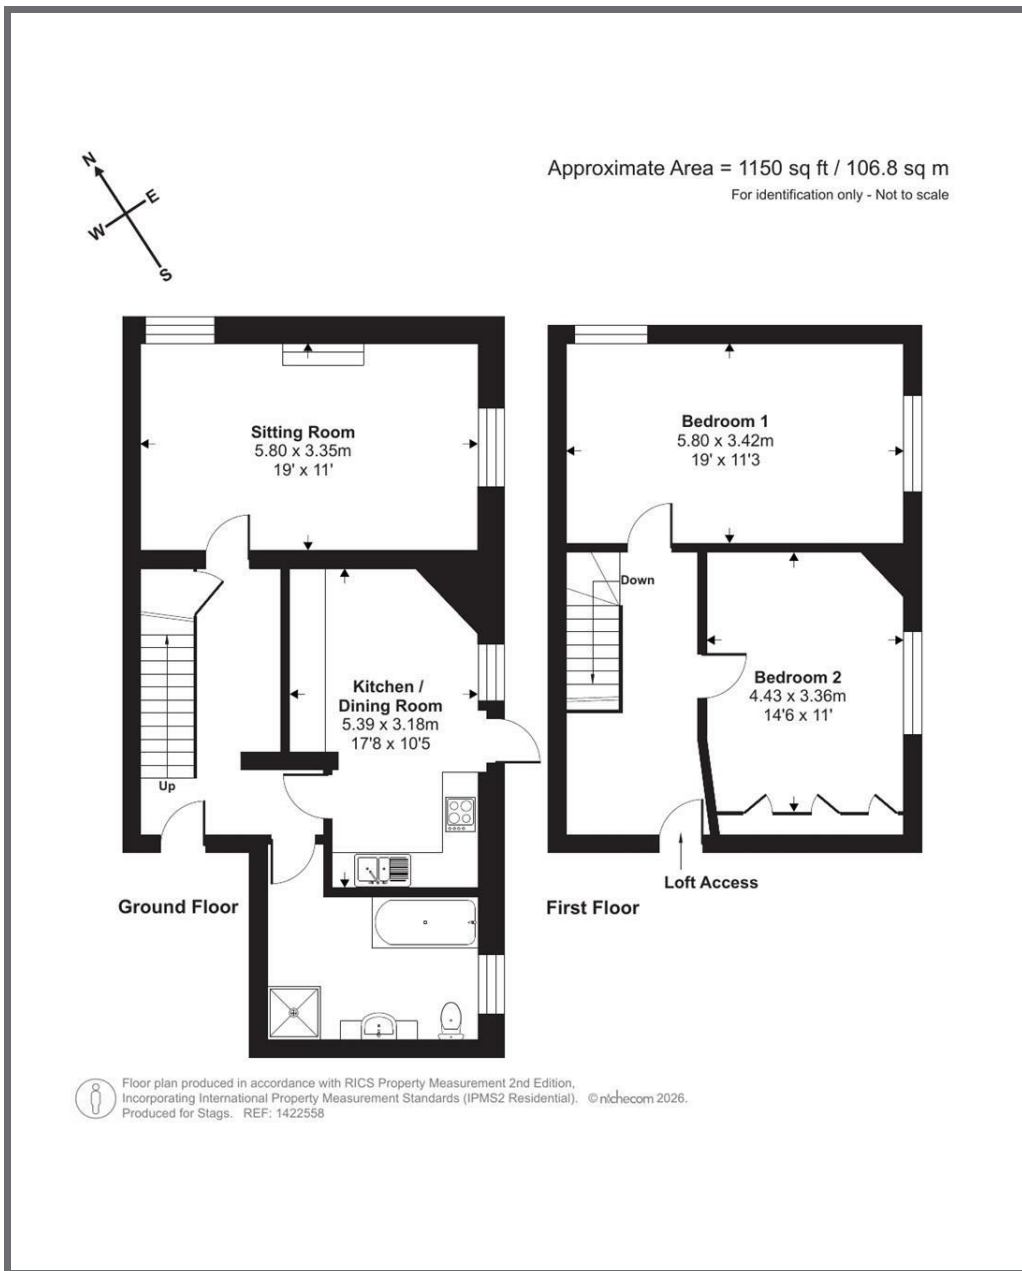 N
E
W
S
Approximate Area = 1150 sq ft / 106.8 sq m
For identification only - Not to scale
Sitting Room
5.80 x 3.35m
19' x 11'
Kitchen /
Dining Room
5.39 x 3.18m
17'8 x 10'5
Up
Ground Floor
Bedroom 1
5.80 x 3.42m
19' x 11'3
Down
Bedroom 2
4.43 x 3.36m
14'6 x 11'
Loft Access
First Floor
Floor plan produced in accordance with RICS Property Measurement 2nd Edition,
Incorporating International Property Measurement Standards (IPMS2 Residential). © nichecom 2026.
Produced for Stags. REF: 1422558